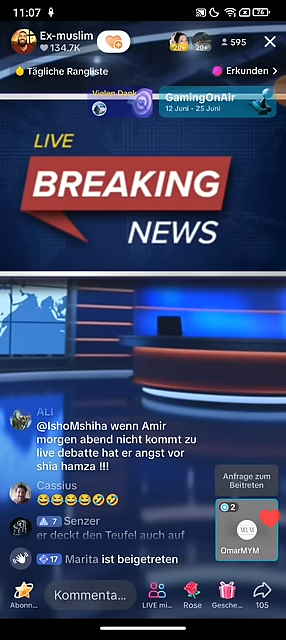 11:07
76
Ex-muslim
134.7K
20+
20+
595
Tägliche Rangliste
Erkunden
Vielen Dank
GamingOnAir
12 Juni - 25 Juni
LIVE
BREAKING
NEWS
ALi
@IshoMshiha wenn Amir
morgen abend nicht kommt zu
live debatte hat er angst vor
shia hamza !!!
Cassius
😂😂😂😂🤣🤣
7 Senzer
er deckt den Teufel auch auf
17 Marita ist beigetreten
Anfrage zum
Beitreten
2
OmarMYM
Kommenta...
Abonn...
LIVE mi...
Rose
Gesche...
105